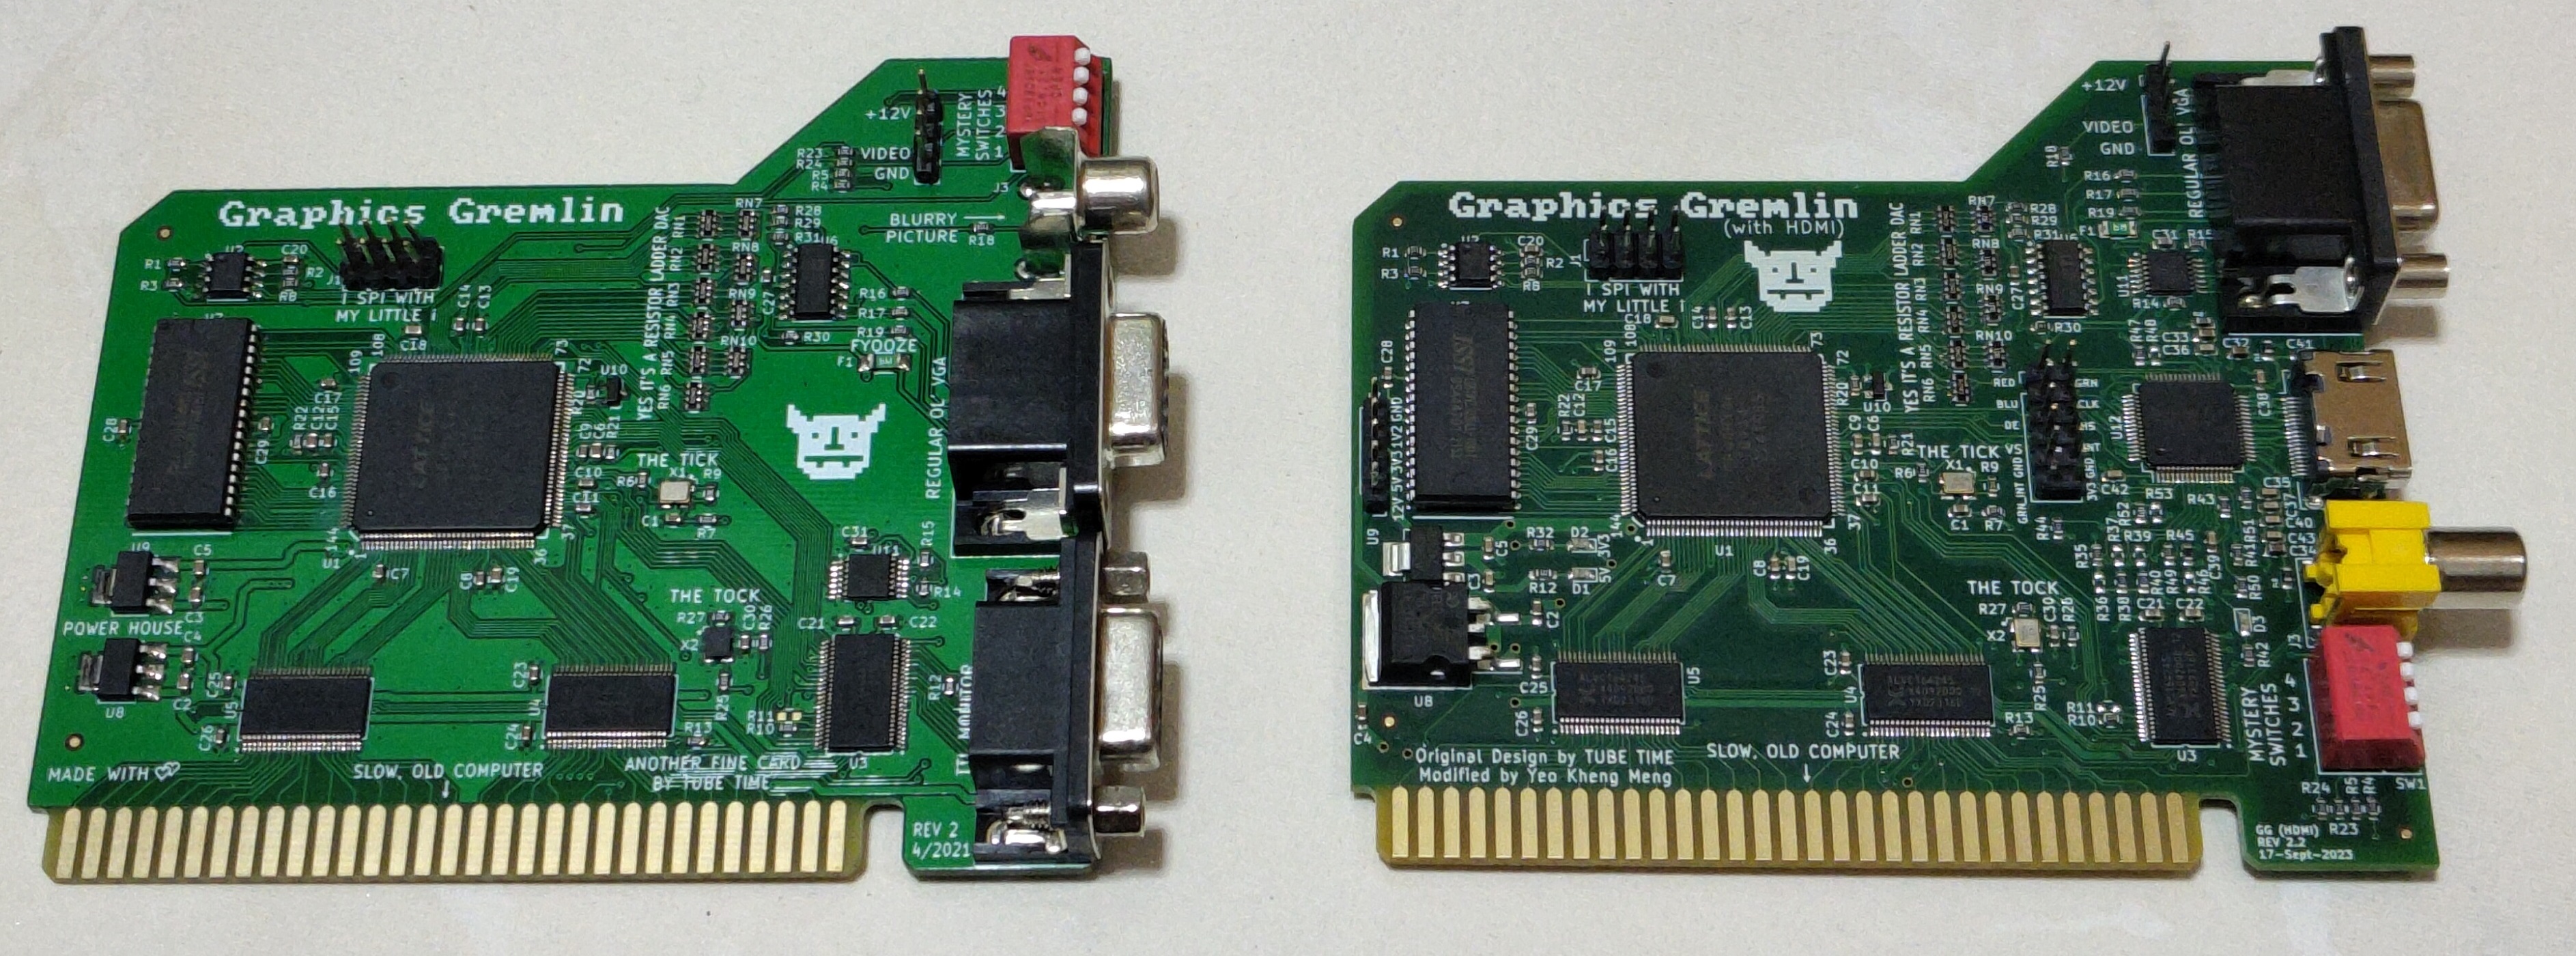 Graphics Gremlin
+12V
VIDEO
GND
MYSTERY
SWITCHES
4
3
2
1
R23
R24
R5
R4
J3
BLURRY
PICTURE
R18
R1
R3
U2
C20
R2
R8
J1
I SPI WITH
MY LITTLE i
YES IT'S A RESISTOR LADDER DAC
RN1
RN2
RN3
RN4
RN5
RN6
RN7
RN8
RN9
RN10
R28
R29
R31
U6
C27
R30
R16
R17
R19
FYOOZE
F1
REGULAR OL' VGA
C14
C13
C18
109
108
73
72
U10
R20
R21
C17
R22
C12
C15
C16
C28
C29
LATTICE
C9
C6
C10
C11
THE TICK
X1
R6
R9
C1
R7
144
U1
37
36
C7
C8
C19
U9
C5
C3
POWER HOUSE
C4
C2
U8
THE TOCK
R27
X2
C30
R26
C31
U11
R15
R14
C21
C22
C25
C26
U5
C23
C24
U4
R25
R13
R11
R10
R12
U3
TTL MONITOR
MADE WITH
SLOW, OLD COMPUTER
ANOTHER FINE CARD
BY TUBE TIME
REV 2
4/2021
Graphics Gremlin
(with HDMI)
+12V
VIDEO
GND
REGULAR OL' VGA
R18
R16
R17
R19
F1
R1
R3
C20
R2
R8
J1
I SPI WITH
MY LITTLE i
YES IT'S A RESISTOR LADDER DAC
RN1
RN2
RN3
RN4
RN5
RN6
RN7
RN8
RN9
RN10
R28
R29
R31
C27
R30
C31
R15
U11
R14
R47
R48
C33
C36
C32
C41
C18
C14
C13
109
108
73
72
U10
R20
R21
C17
R22
C12
C15
C16
C28
C29
ISSI
LATTICE
C9
C6
C10
THE TICK
X1
R6
R9
C1
R7
RED
GRN
BLU
CLK
DE
HS
VS
INT
GND
3V3 GND
GRN_INT
U12
C38
C42
R53
R43
R52
R44
C35
C37
C40
C43
C34
12V 5V 3V3 1V2 GND
U9
C5
C3
R32
D2
3V3
5V
R12
D1
C2
U8
C4
144
1
U1
37
36
C7
C8
C19
THE TOCK
R27
X2
C30
R26
R35
R37
R39
R45
R38
R40
R49
R46
C39
R41
R51
R50
C21
C22
D3
R42
J3
C25
C26
U5
C23
C24
U4
R25
R13
R11
R10
U3
MYSTERY
SWITCHES
4
3
2
1
SW1
Original Design by TUBE TIME
Modified by Yeo Kheng Meng
SLOW, OLD COMPUTER
R24
R5
R4
R23
GG (HDMI)
REV 2.2
17-Sept-2023